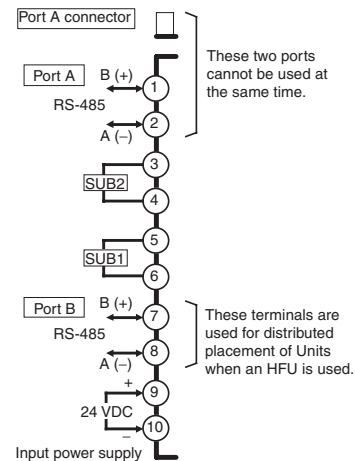 Port A connector
These two ports
cannot be used at
the same time.
Port A
B (+)
1
RS-485
2
A (−)
3
SUB2
4
5
SUB1
6
Port B
B (+)
7
These terminals are
used for distributed
placement of Units
when an HFU is used.
RS-485
8
A (−)
+
9
24 VDC
−
10
Input power supply